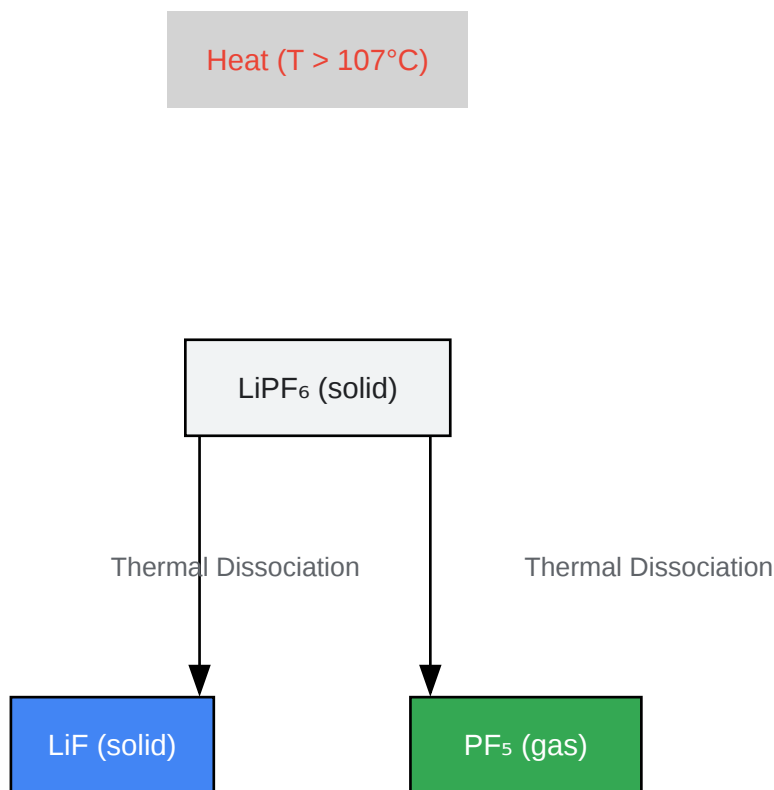 Heat (T > 107°C)
LiPF₆ (solid)
Thermal Dissociation
Thermal Dissociation
LiF (solid)
PF₅ (gas)